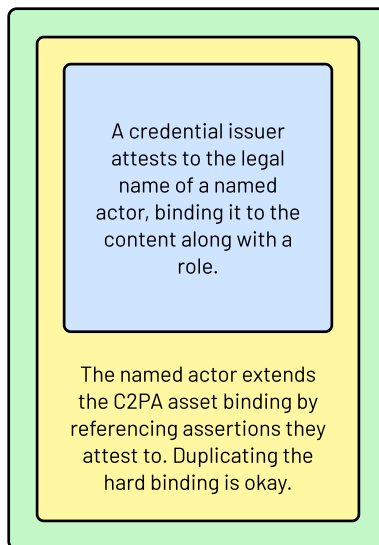 A credential issuer
attests to the legal
name of a named
actor, binding it to the
content along with a
role.
The named actor extends
the C2PA asset binding by
referencing assertions they
attest to. Duplicating the
hard binding is okay.